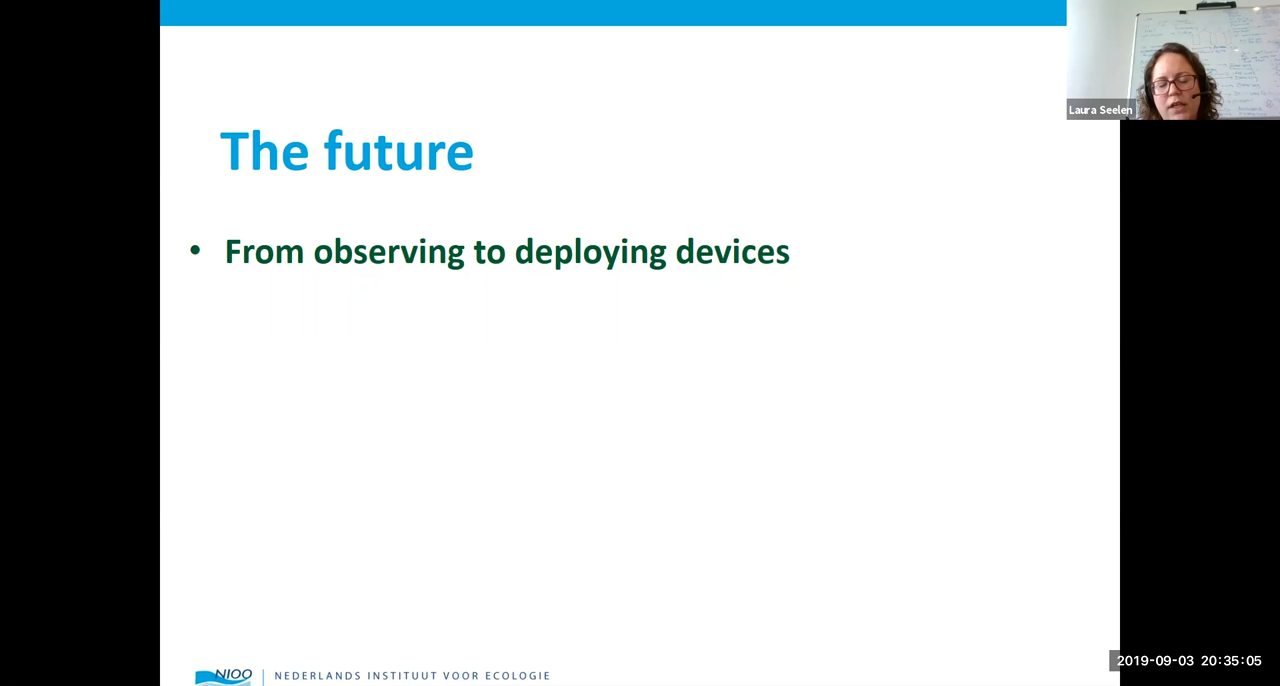 Laura Seelen
The future
• From observing to deploying devices
NIOO
NEDERLANDS INSTITUUT VOOR ECOLOGIE
2019-09-03 20:35:05